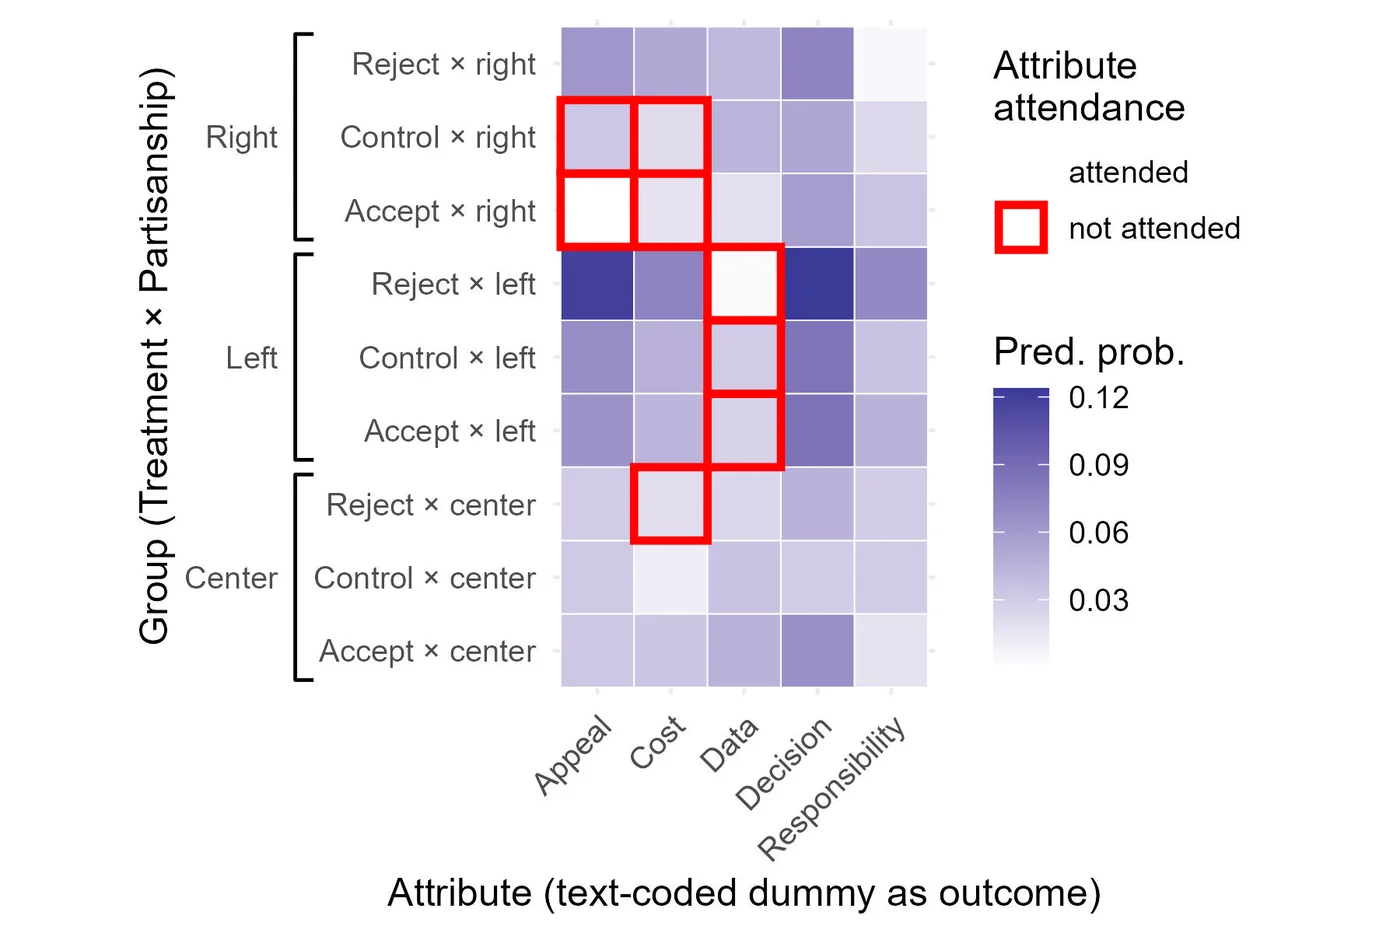 Group (Treatment × Partisanship)
Right
Left
Center
Reject × right
Control × right
Accept × right
Reject × left
Control × left
Accept × left
Reject × center
Control × center
Accept × center
Appeal
Cost
Data
Decision
Responsibility
Attribute (text-coded dummy as outcome)
Attribute
attendance
attended
not attended
Pred. prob.
0.12
0.09
0.06
0.03